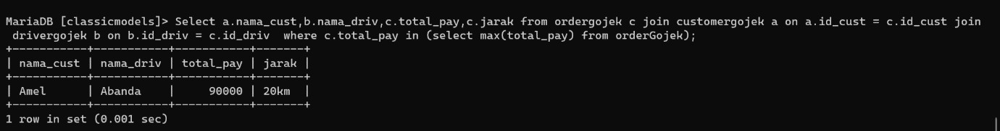 MariaDB [classicmodels]> Select a.nama_cust,b.nama_driv,c.total_pay,c.jarak from ordergojek c join customergojek a on a.id_cust = c.id_cust join
 drivergojek b on b.id_driv = c.id_driv  where c.total_pay in (select max(total_pay) from orderGojek);
+-----------+-----------+-----------+-------+
| nama_cust | nama_driv | total_pay | jarak |
+-----------+-----------+-----------+-------+
| Amel      | Abanda    |     90000 | 20km  |
+-----------+-----------+-----------+-------+
1 row in set (0.001 sec)